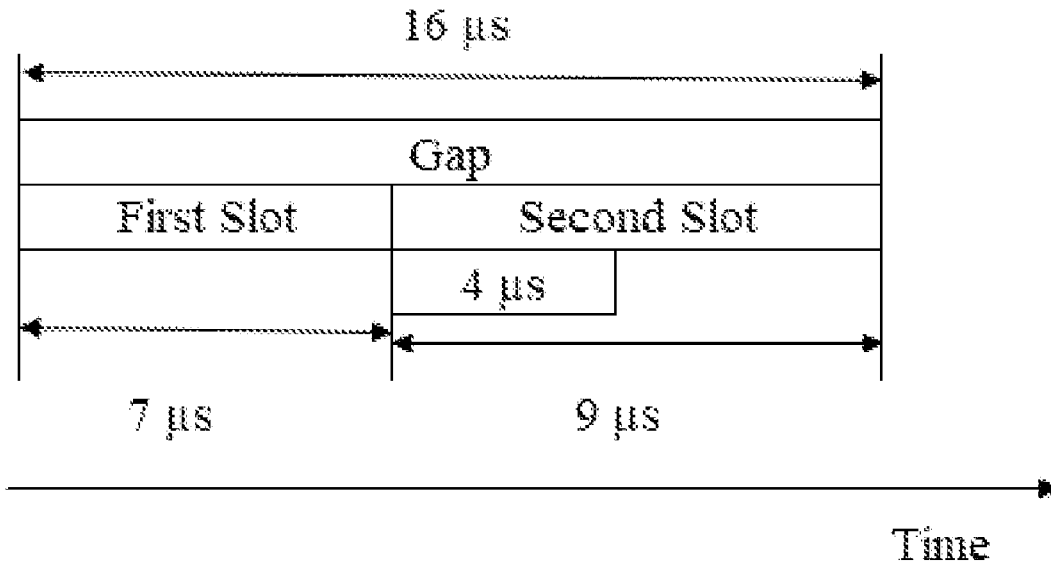 16 μs
Gap
First Slot
Second Slot
4 μs
7 μs
9 μs
Time